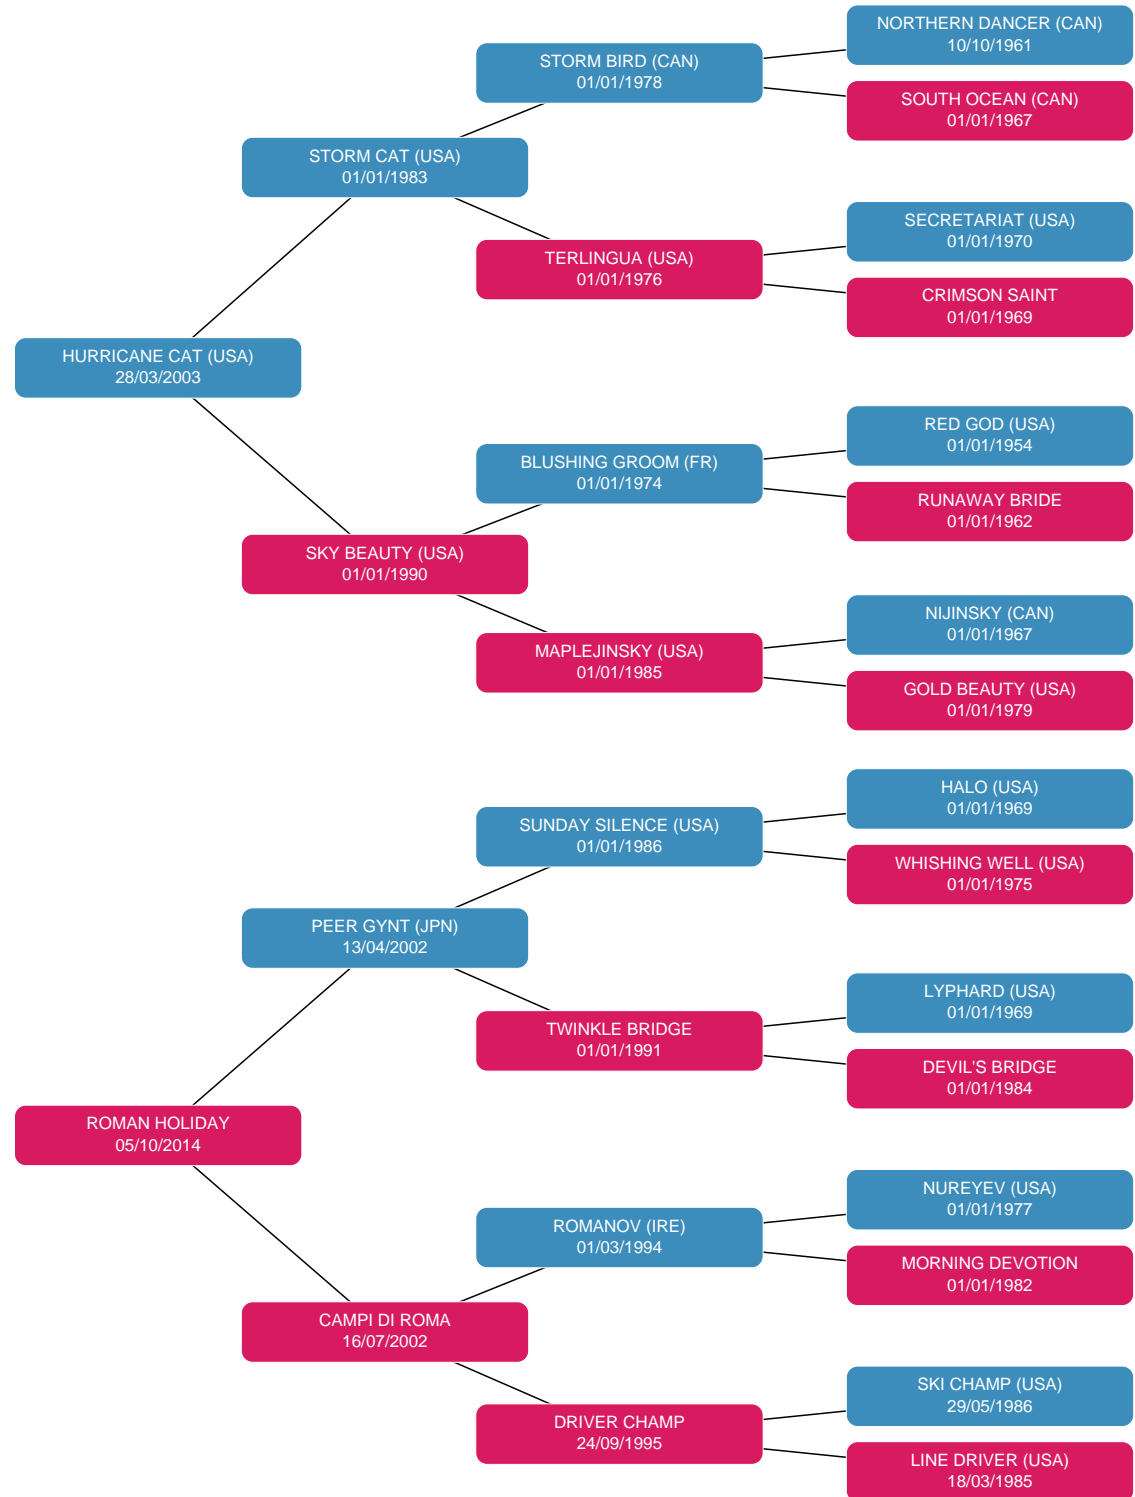 NORTHERN DANCER (CAN)
10/10/1961
STORM BIRD (CAN)
01/01/1978
SOUTH OCEAN (CAN)
01/01/1967
STORM CAT (USA)
01/01/1983
SECRETARIAT (USA)
01/01/1970
TERLINGUA (USA)
01/01/1976
CRIMSON SAINT
01/01/1969
HURRICANE CAT (USA)
28/03/2003
RED GOD (USA)
01/01/1954
BLUSHING GROOM (FR)
01/01/1974
RUNAWAY BRIDE
01/01/1962
SKY BEAUTY (USA)
01/01/1990
NIJINSKY (CAN)
01/01/1967
MAPLEJINSKY (USA)
01/01/1985
GOLD BEAUTY (USA)
01/01/1979
HALO (USA)
01/01/1969
SUNDAY SILENCE (USA)
01/01/1986
WHISHING WELL (USA)
01/01/1975
PEER GYNT (JPN)
13/04/2002
LYPHARD (USA)
01/01/1969
TWINKLE BRIDGE
01/01/1991
DEVIL'S BRIDGE
01/01/1984
ROMAN HOLIDAY
05/10/2014
NUREYEV (USA)
01/01/1977
ROMANOV (IRE)
01/03/1994
MORNING DEVOTION
01/01/1982
CAMPI DI ROMA
16/07/2002
SKI CHAMP (USA)
29/05/1986
DRIVER CHAMP
24/09/1995
LINE DRIVER (USA)
18/03/1985